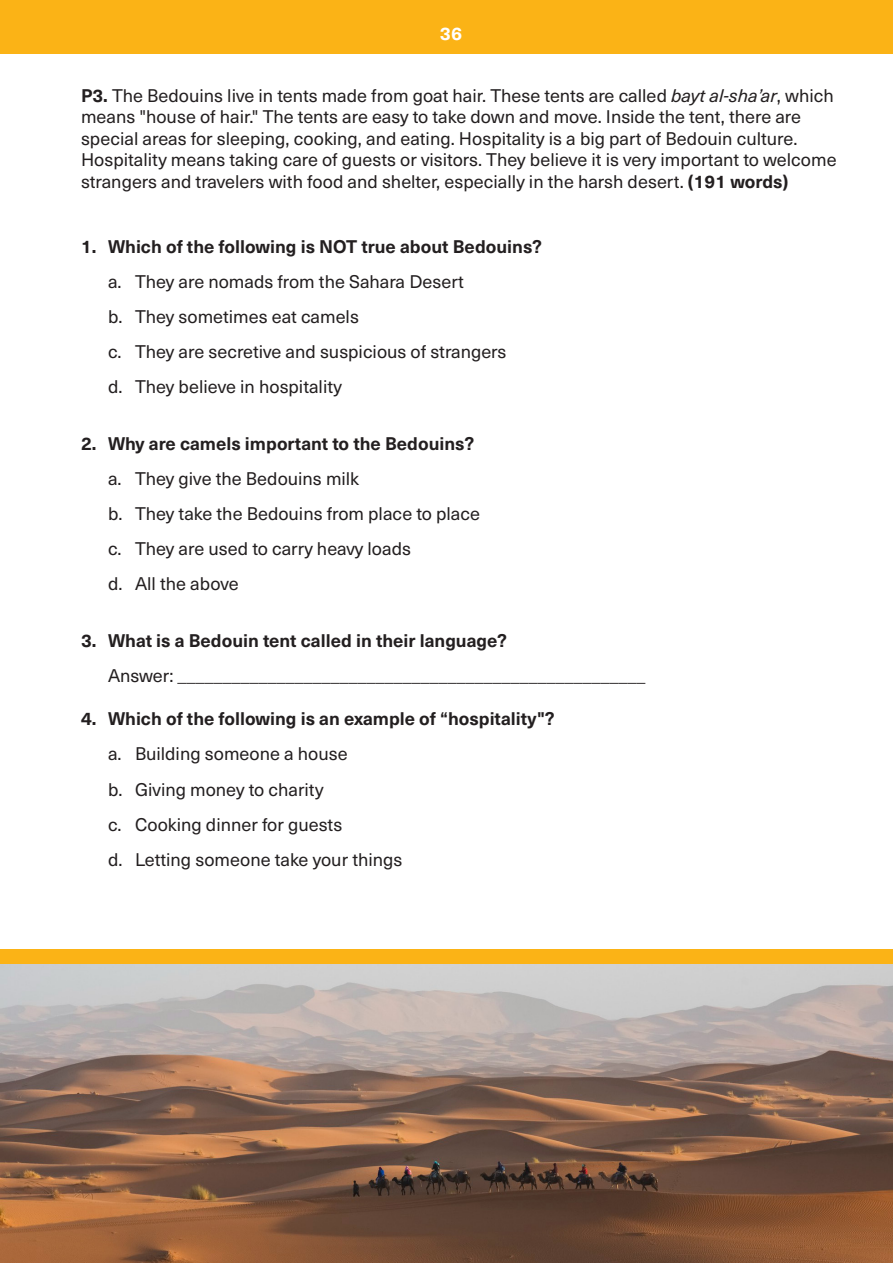 36
P3. The Bedouins live in tents made from goat hair. These tents are called bayt al-sha’ar, which
means "house of hair." The tents are easy to take down and move. Inside the tent, there are
special areas for sleeping, cooking, and eating. Hospitality is a big part of Bedouin culture.
Hospitality means taking care of guests or visitors. They believe it is very important to welcome
strangers and travelers with food and shelter, especially in the harsh desert. (191 words)
1. Which of the following is NOT true about Bedouins?
a. They are nomads from the Sahara Desert
b. They sometimes eat camels
c. They are secretive and suspicious of strangers
d. They believe in hospitality
2. Why are camels important to the Bedouins?
a. They give the Bedouins milk
b. They take the Bedouins from place to place
c. They are used to carry heavy loads
d. All the above
3. What is a Bedouin tent called in their language?
Answer: ________________________________________________
4. Which of the following is an example of “hospitality"?
a. Building someone a house
b. Giving money to charity
c. Cooking dinner for guests
d. Letting someone take your things